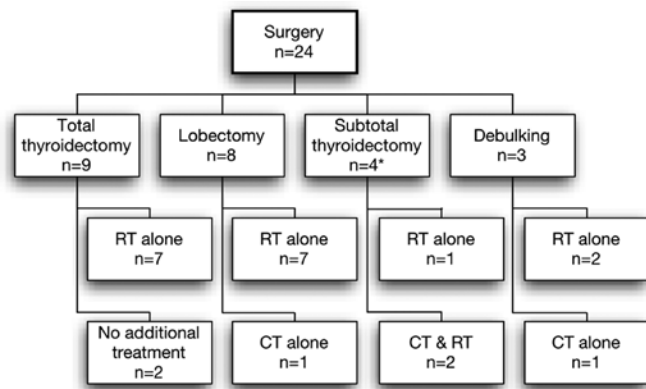 Surgery
n=24
Total
thyroidectomy
n=9
Lobectomy
n=8
Subtotal
thyroidectomy
n=4*
Debulking
n=3
RT alone
n=7
RT alone
n=7
RT alone
n=1
RT alone
n=2
No additional
treatment
n=2
CT alone
n=1
CT & RT
n=2
CT alone
n=1